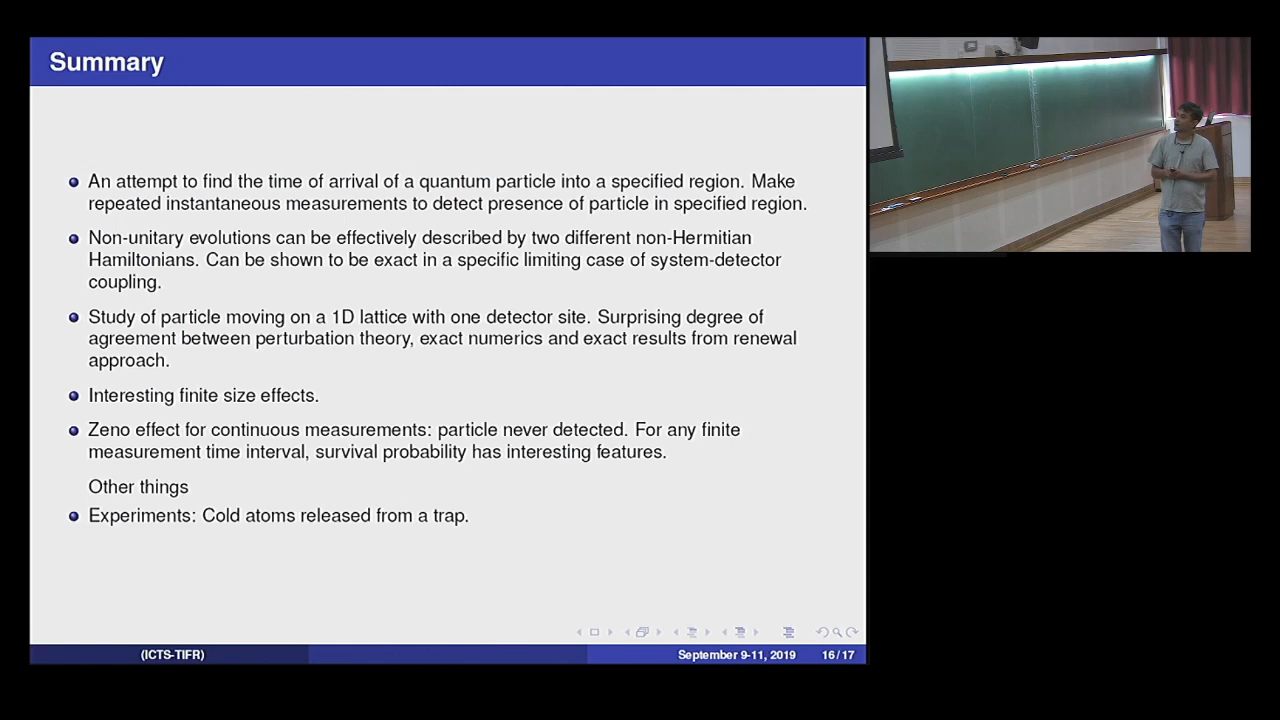 Summary
An attempt to find the time of arrival of a quantum particle into a specified region. Make
repeated instantaneous measurements to detect presence of particle in specified region.
Non-unitary evolutions can be effectively described by two different non-Hermitian
Hamiltonians. Can be shown to be exact in a specific limiting case of system-detector
coupling.
Study of particle moving on a 1D lattice with one detector site. Surprising degree of
agreement between perturbation theory, exact numerics and exact results from renewal
approach.
Interesting finite size effects.
Zeno effect for continuous measurements: particle never detected. For any finite
measurement time interval, survival probability has interesting features.
Other things
Experiments: Cold atoms released from a trap.
(ICTS-TIFR)
September 9-11, 2019
16/17